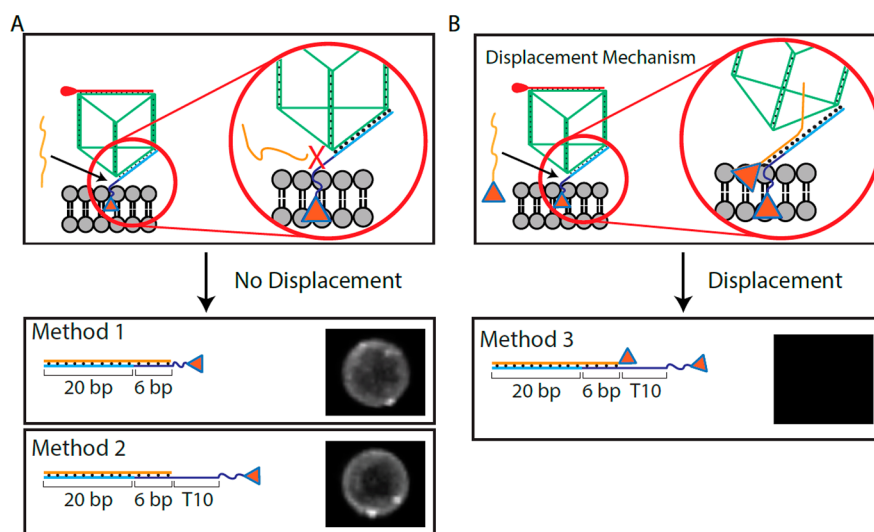 A
B
Displacement Mechanism
No Displacement
Displacement
Method 1
20 bp 6 bp
Method 2
20 bp 6 bp T10
Method 3
20 bp 6 bp T10